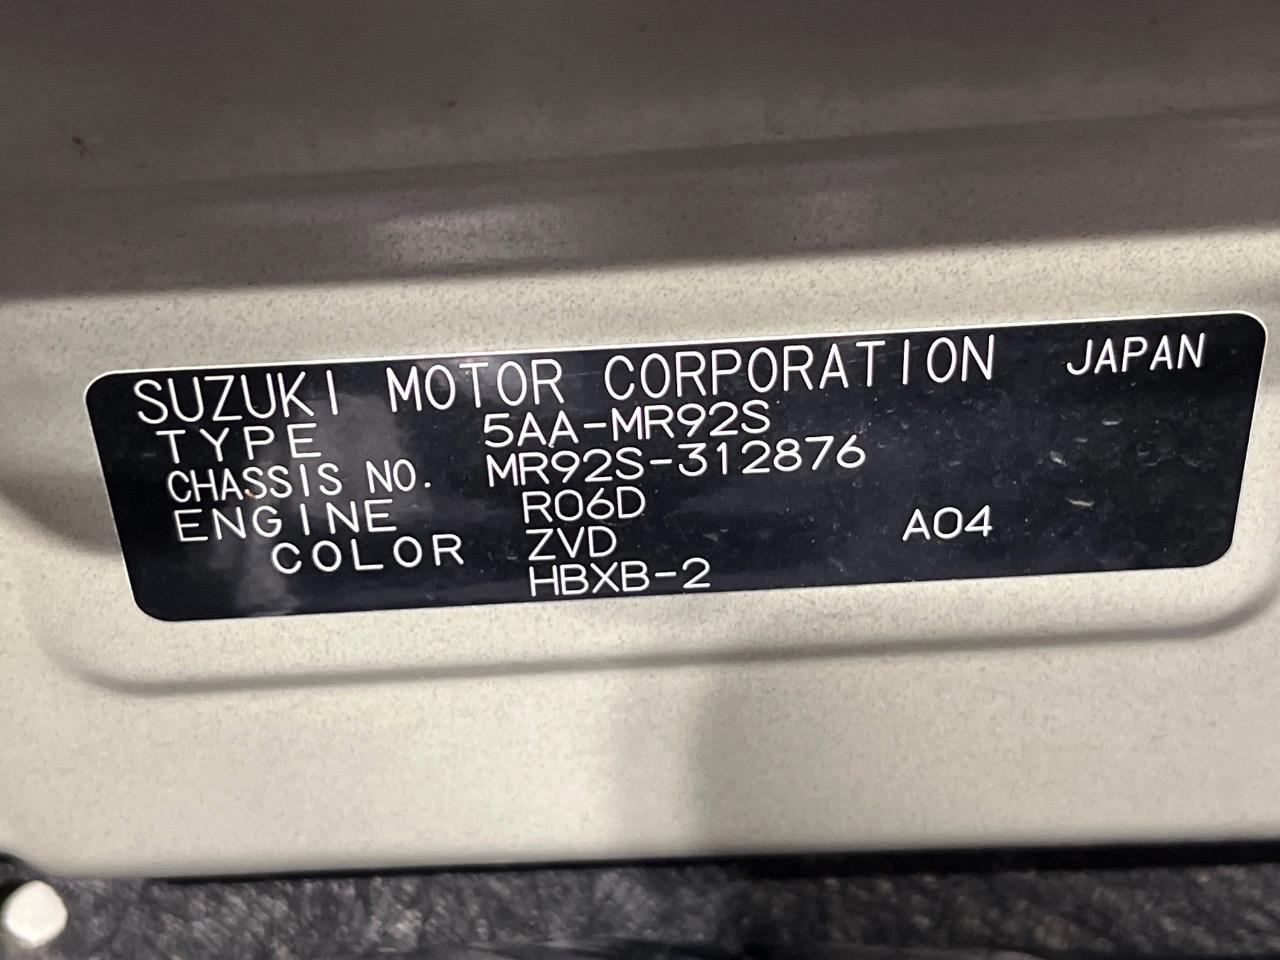 SUZUKI MOTOR CORPORATION JAPAN
TYPE 5AA-MR92S
CHASSIS NO. MR92S-312876
ENGINE R06D
COLOR ZVD A04
HBXB-2